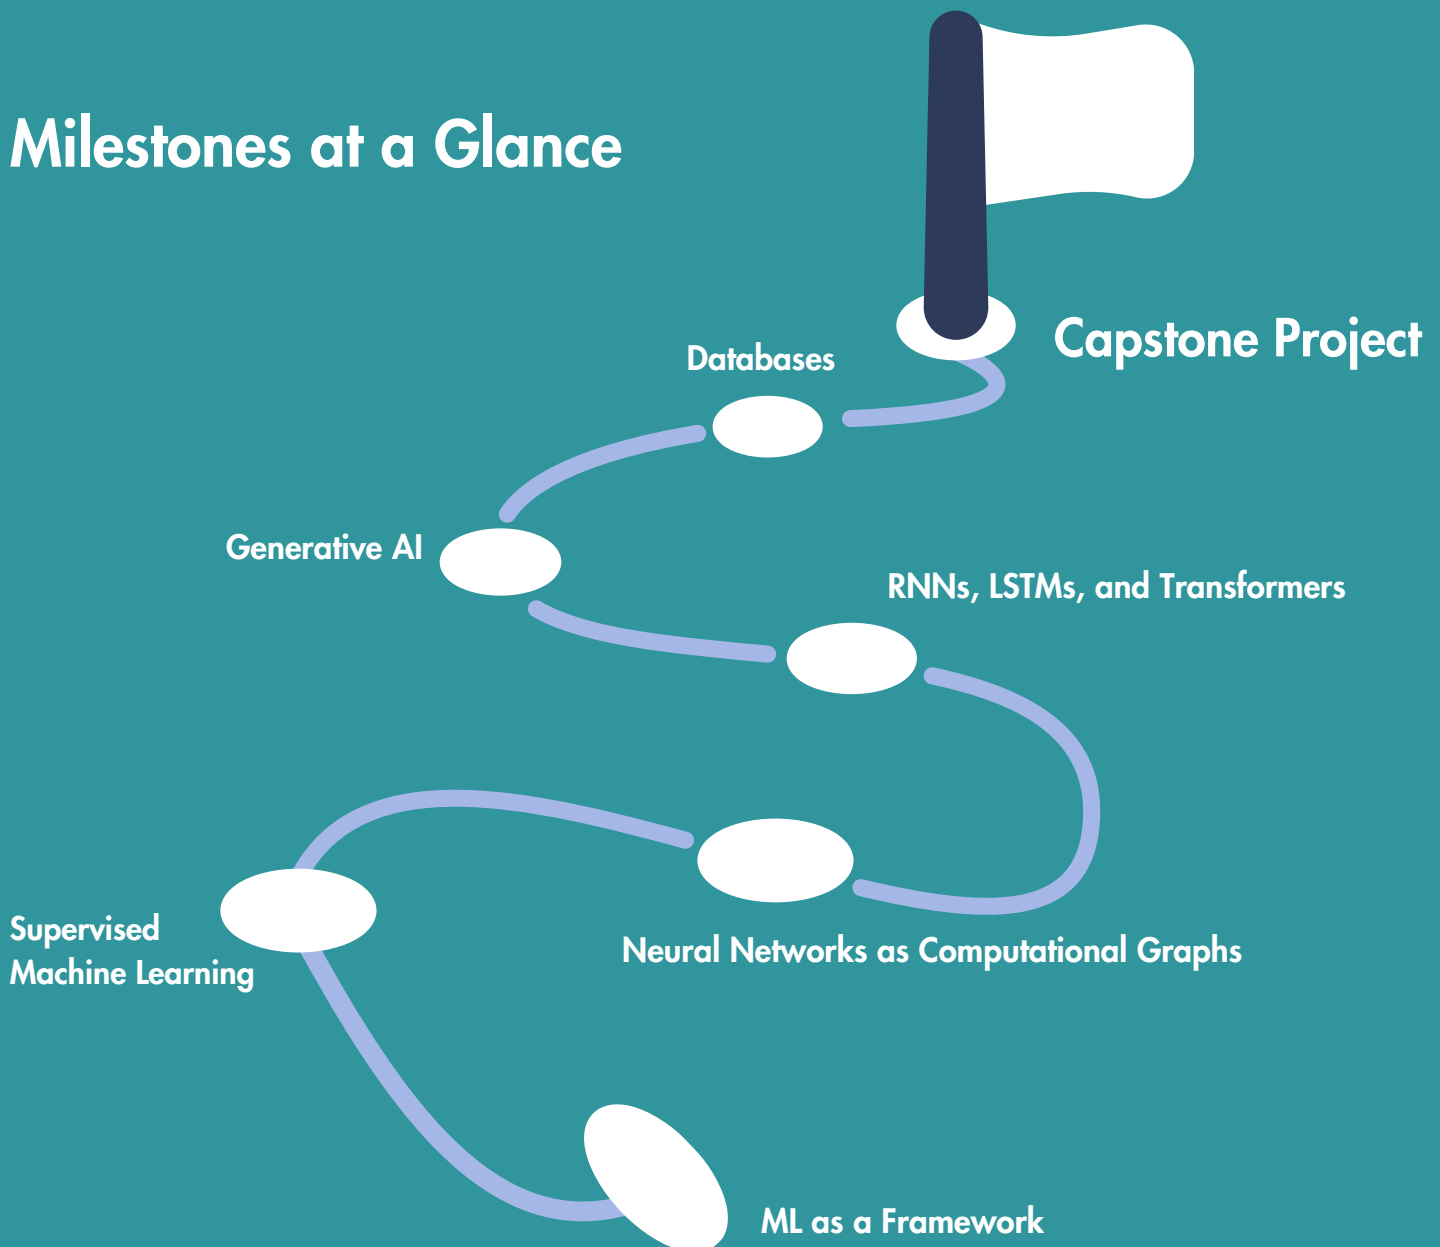 Milestones at a Glance
Capstone Project
Databases
Generative AI
RNNs, LSTMs, and Transformers
Supervised
Machine Learning
Neural Networks as Computational Graphs
ML as a Framework